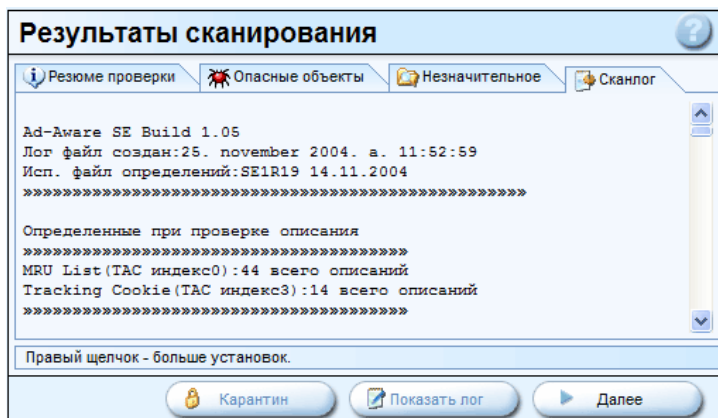 Результаты сканирования
?
Резюме проверки
Опасные объекты
Незначительное
Сканлог
Ad-Aware SE Build 1.05
Лог файл создан:25. november 2004. a. 11:52:59
Исп. файл определений:SE1R19 14.11.2004
»»»»»»»»»»»»»»»»»»»»»»»»»»»»»»»»»»»»»»»»»»»»»»»»»»»
Определенные при проверке описания
»»»»»»»»»»»»»»»»»»»»»»»»»»»»»»»»»»»»»»»
MRU List(ТАС индекс0):44 всего описаний
Tracking Cookie(ТАС индекс3):14 всего описаний
»»»»»»»»»»»»»»»»»»»»»»»»»»»»»»»»»»»»»»»
Правый щелчок - больше установок.
Карантин
Показать лог
Далее